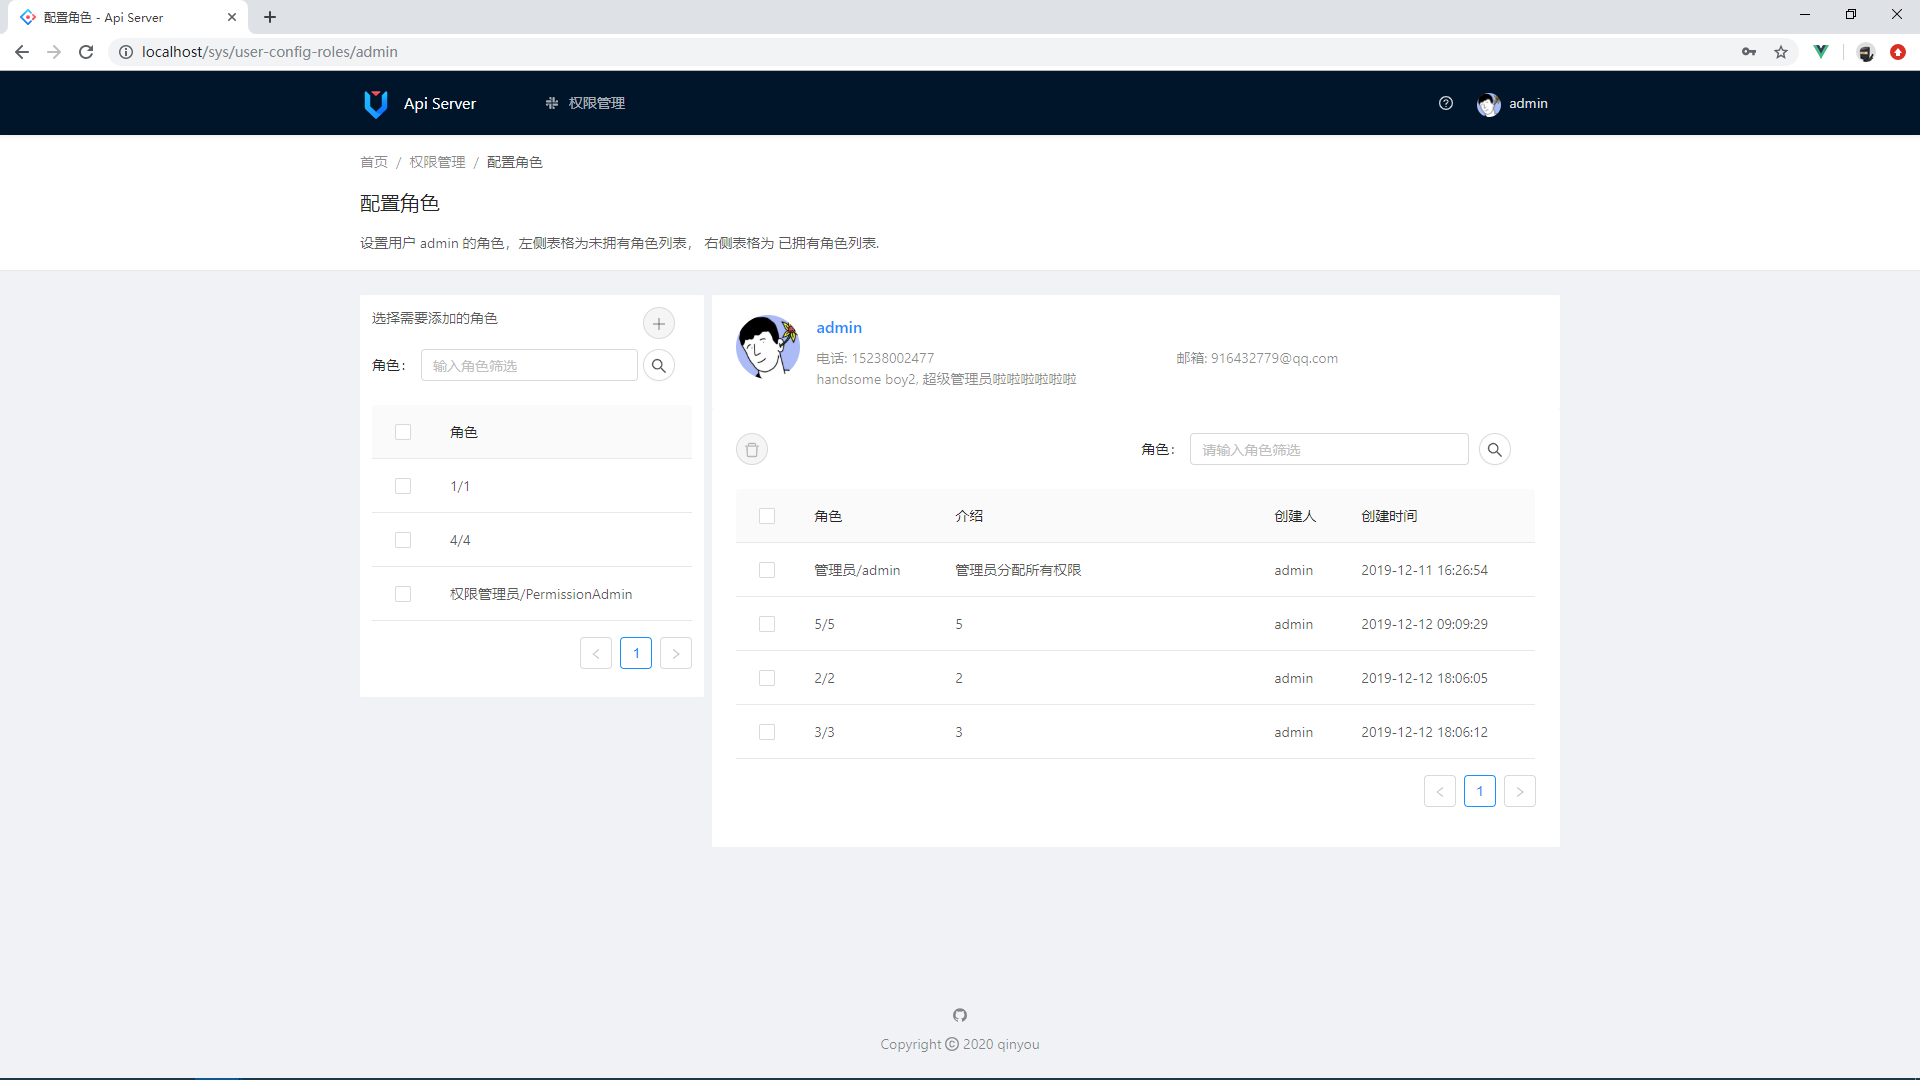 配置角色 - Api Server
localhost/sys/user-config-roles/admin
Api Server 权限管理 admin
首页 / 权限管理 / 配置角色
配置角色
设置用户 admin 的角色，左侧表格为未拥有角色列表， 右侧表格为 已拥有角色列表.
选择需要添加的角色
角色： 输入角色筛选
角色
1/1
4/4
权限管理员/PermissionAdmin
< 1 >
admin
电话: 15238002477 邮箱: 916432779@qq.com
handsome boy2, 超级管理员啦啦啦啦啦啦
角色： 请输入角色筛选
角色 介绍 创建人 创建时间
管理员/admin 管理员分配所有权限 admin 2019-12-11 16:26:54
5/5 5 admin 2019-12-12 09:09:29
2/2 2 admin 2019-12-12 18:06:05
3/3 3 admin 2019-12-12 18:06:12
< 1 >
Copyright © 2020 qinyou